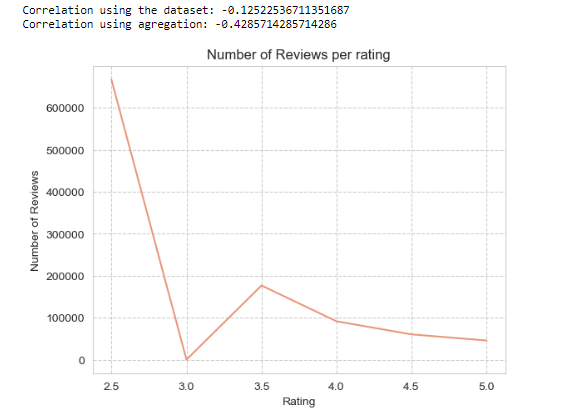 Correlation using the dataset: -0.12522536711351687
Correlation using agregation: -0.4285714285714286
Number of Reviews per rating
600000
500000
400000
300000
200000
100000
0
Number of Reviews
2.5 3.0 3.5 4.0 4.5 5.0
Rating